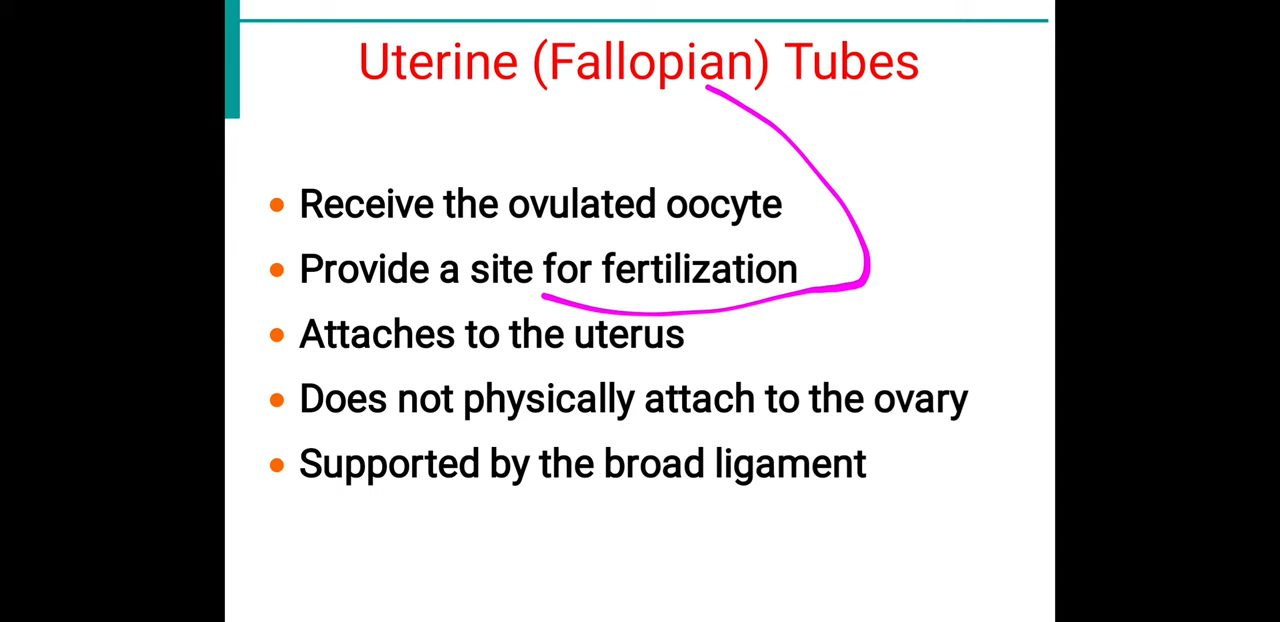 Uterine (Fallopian) Tubes
• Receive the ovulated oocyte
• Provide a site for fertilization
• Attaches to the uterus
• Does not physically attach to the ovary
• Supported by the broad ligament